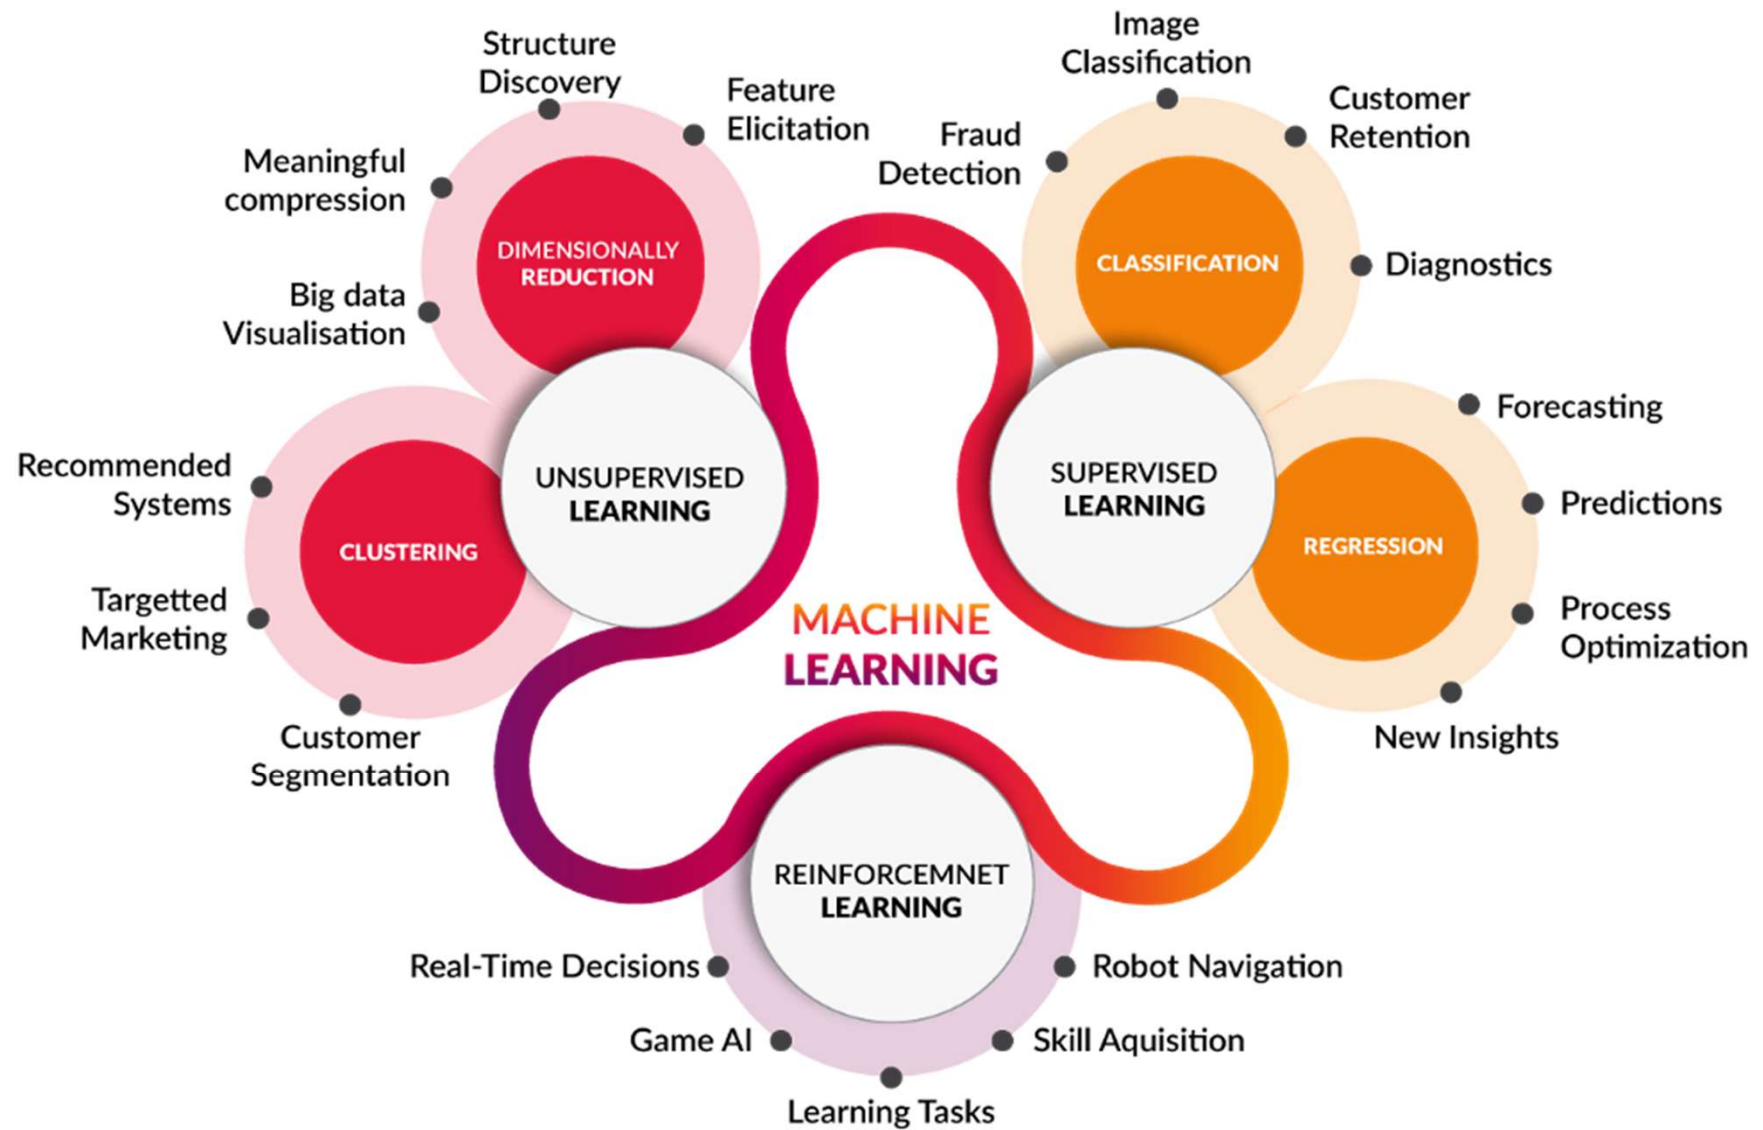 Structure
Discovery
Feature
Elicitation
Meaningful
compression
Big data
Visualisation
DIMENSIONALLY
REDUCTION
Recommended
Systems
Targetted
Marketing
Customer
Segmentation
CLUSTERING
UNSUPERVISED
LEARNING
Image
Classification
Fraud
Detection
Customer
Retention
Diagnostics
CLASSIFICATION
SUPERVISED
LEARNING
Forecasting
Predictions
Process
Optimization
New Insights
REGRESSION
MACHINE
LEARNING
REINFORCEMNET
LEARNING
Real-Time Decisions
Game AI
Learning Tasks
Skill Aquisition
Robot Navigation